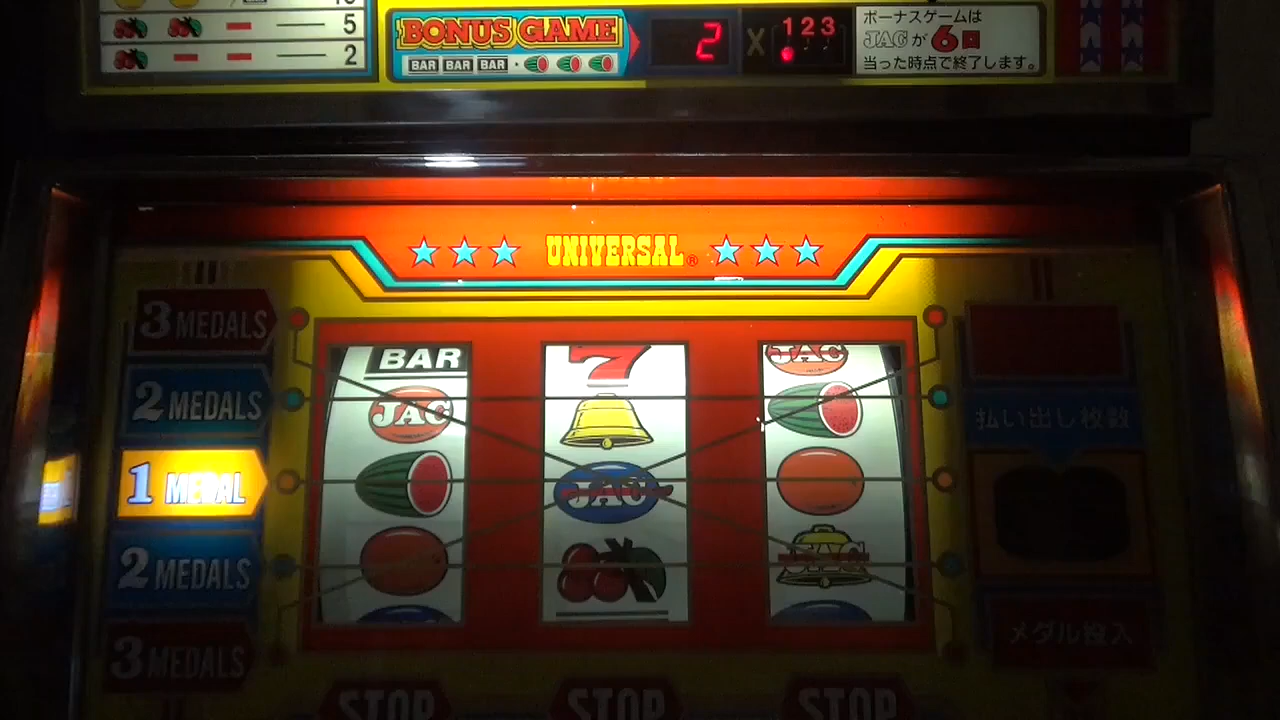 5
2
BONUS GAME
BAR BAR BAR
2 X 1 2 3
ボーナスゲームは
JACが6回
当った時点で終了します。
UNIVERSAL®
3 MEDALS
2 MEDALS
1 MEDAL
2 MEDALS
3 MEDALS
BAR
JAC
7
JAC
JAC
払い出し枚数
メダル投入
STOP STOP STOP